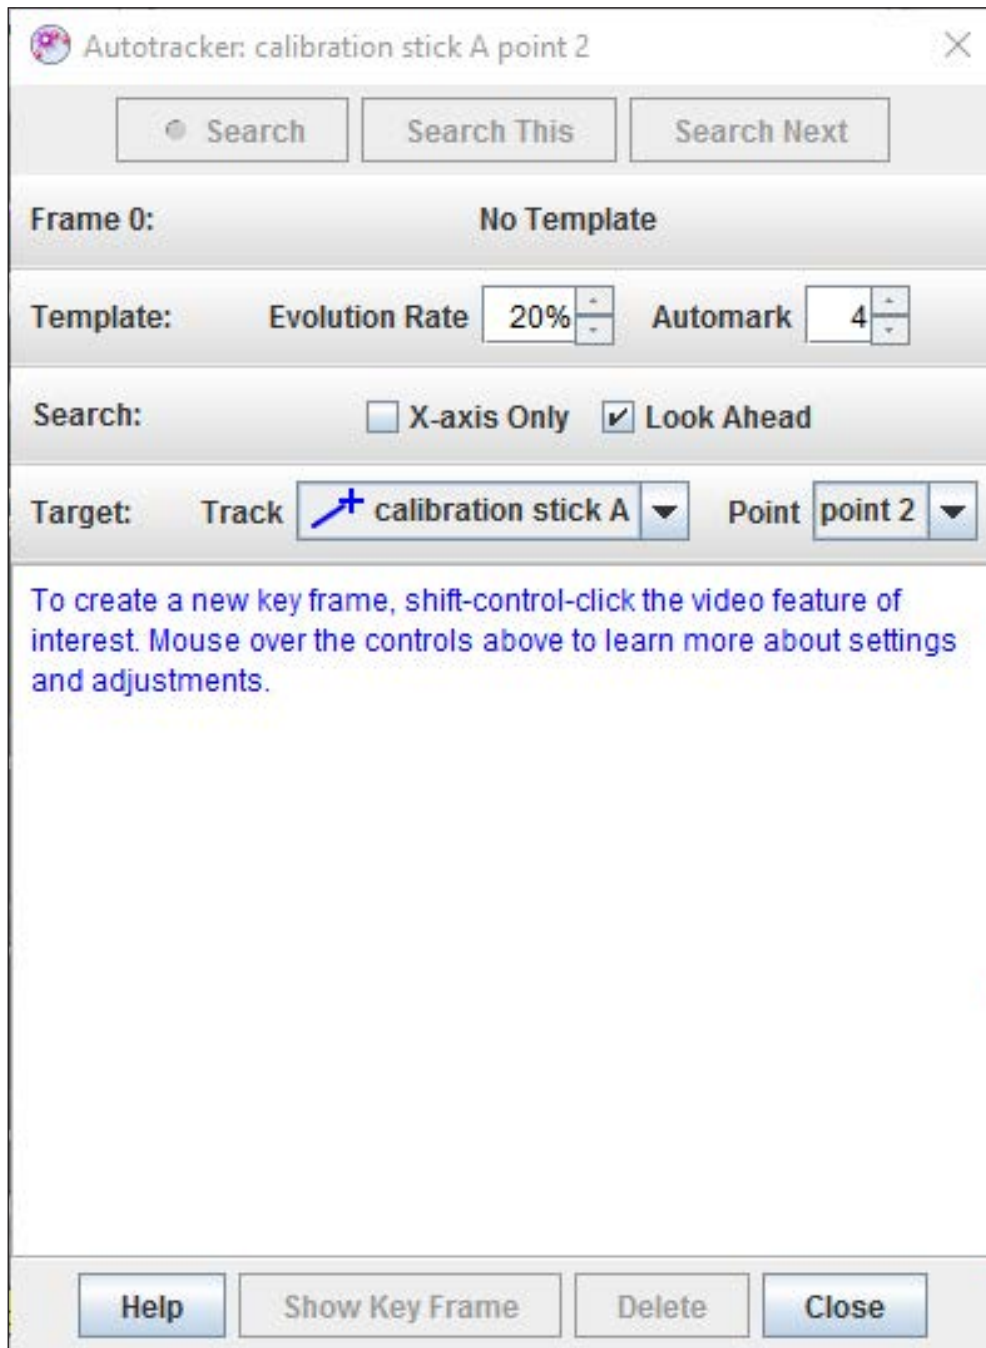 Autotracker: calibration stick A point 2
Search Search This Search Next
Frame 0: No Template
Template: Evolution Rate 20% Automark 4
Search: X-axis Only Look Ahead
Target: Track calibration stick A Point point 2
To create a new key frame, shift-control-click the video feature of
interest. Mouse over the controls above to learn more about settings
and adjustments.
Help Show Key Frame Delete Close